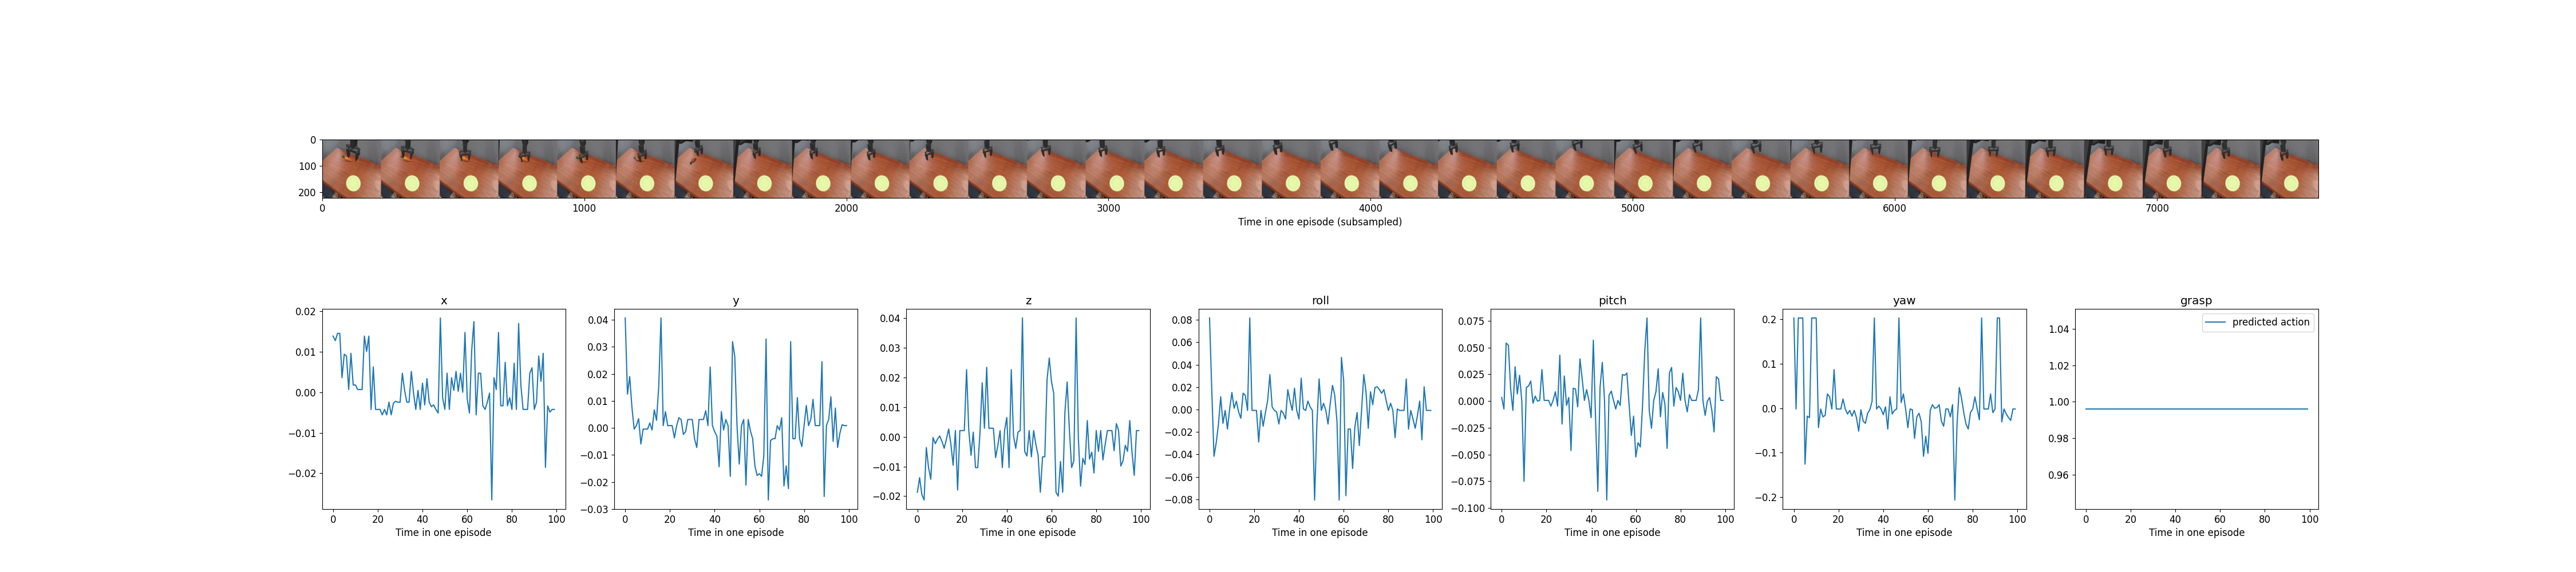 0
100
200
0 1000 2000 3000 4000 5000 6000 7000
Time in one episode (subsampled)
x y z roll pitch yaw grasp
0.02
0.01
0.00
−0.01
−0.02
0 20 40 60 80 100
Time in one episode
0.04
0.03
0.02
0.01
0.00
−0.01
−0.02
−0.03
0 20 40 60 80 100
Time in one episode
0.04
0.03
0.02
0.01
0.00
−0.01
−0.02
0 20 40 60 80 100
Time in one episode
0.08
0.06
0.04
0.02
0.00
−0.02
−0.04
−0.06
−0.08
0 20 40 60 80 100
Time in one episode
0.075
0.050
0.025
0.000
−0.025
−0.050
−0.075
−0.100
0 20 40 60 80 100
Time in one episode
0.2
0.1
0.0
−0.1
−0.2
0 20 40 60 80 100
Time in one episode
predicted action
1.04
1.02
1.00
0.98
0.96
0 20 40 60 80 100
Time in one episode